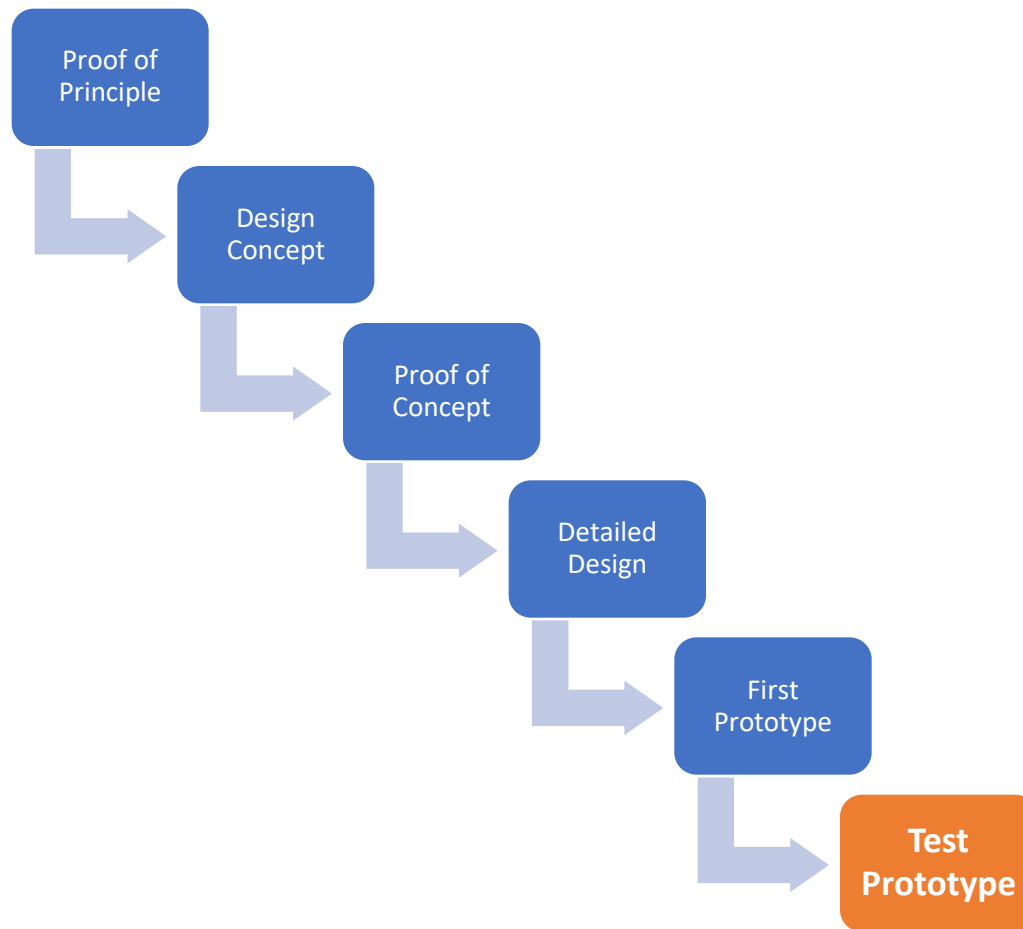 Proof of
Principle
Design
Concept
Proof of
Concept
Detailed
Design
First
Prototype
Test
Prototype